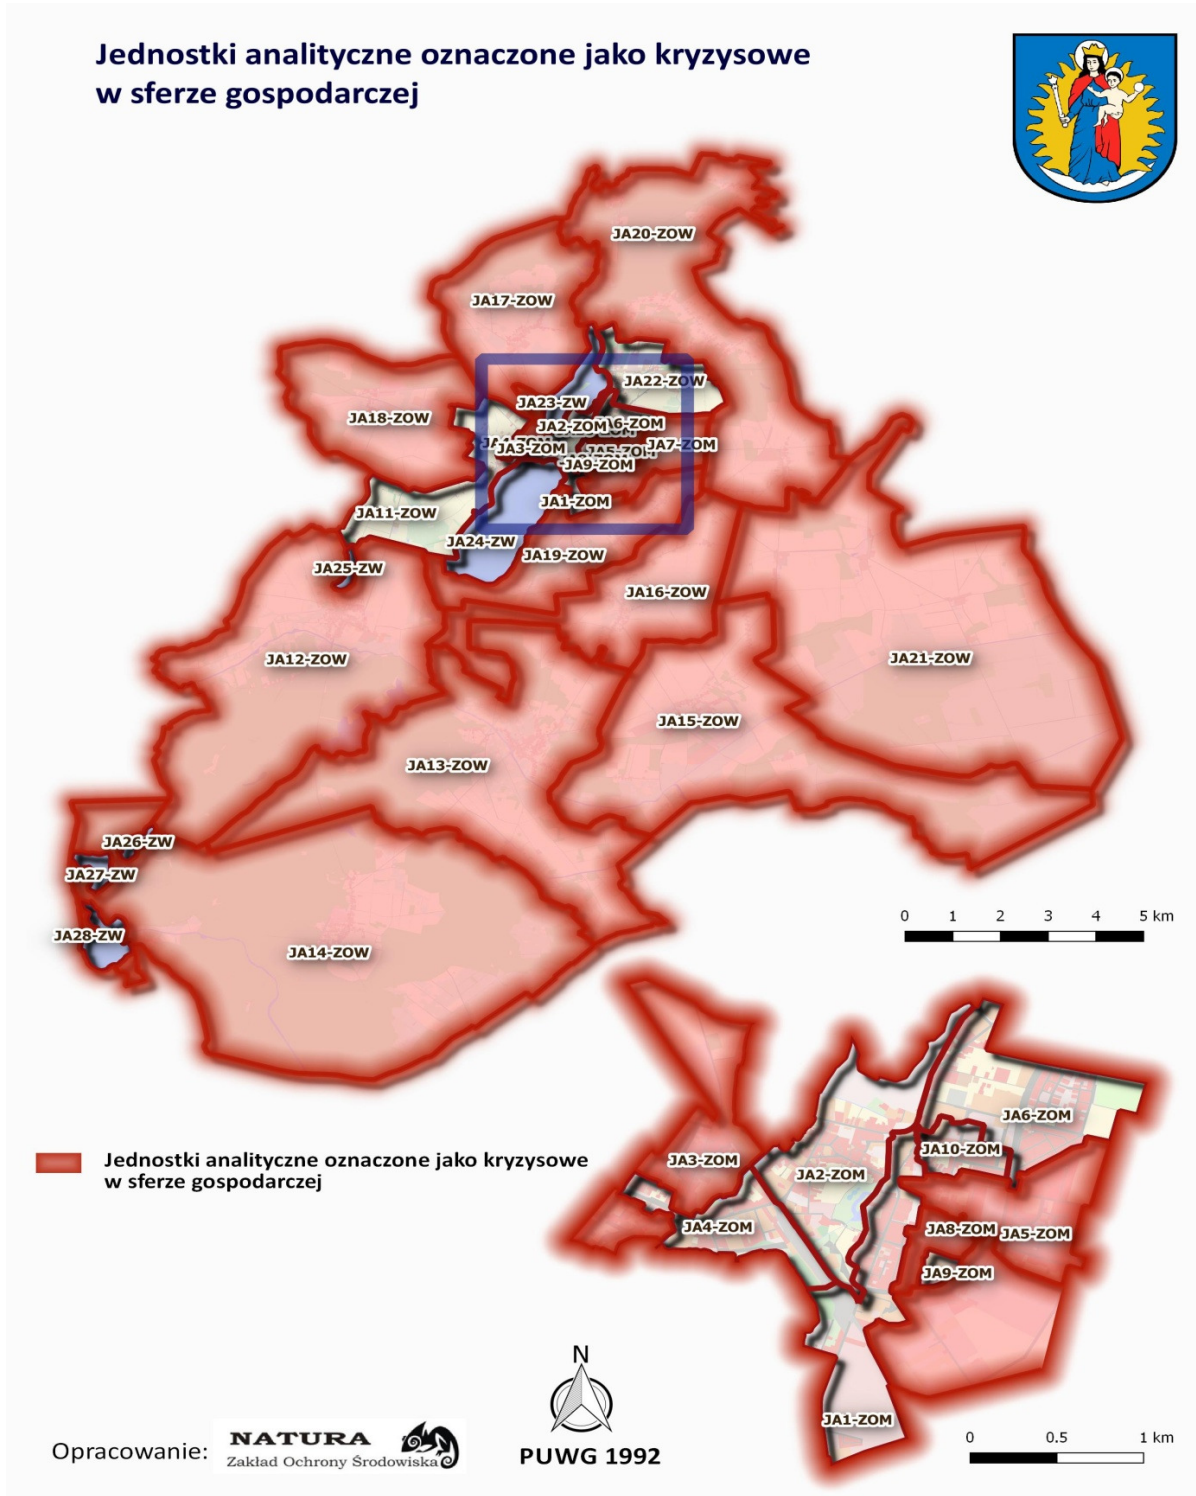 Jednostki analityczne oznaczone jako kryzysowe
w sferze gospodarczej
JA20-ZOW
JA17-ZOW
JA22-ZOW
JA23-ZW
JA18-ZOW
JA2-ZOM
JA6-ZOM
JA3-ZOM
JA7-ZOM
JA9-ZOM
JA1-ZOM
JA11-ZOW
JA24-ZW
JA19-ZOW
JA25-ZW
JA16-ZOW
JA12-ZOW
JA21-ZOW
JA15-ZOW
JA13-ZOW
JA26-ZW
JA27-ZW
JA28-ZW
JA14-ZOW
0 1 2 3 4 5 km
JA6-ZOM
JA10-ZOM
JA3-ZOM
JA2-ZOM
JA4-ZOM
JA8-ZOM
JA5-ZOM
JA9-ZOM
JA1-ZOM
Jednostki analityczne oznaczone jako kryzysowe
w sferze gospodarczej
N
PUWG 1992
Opracowanie:
NATURA
Zakład Ochrony Środowiska
0 0.5 1 km